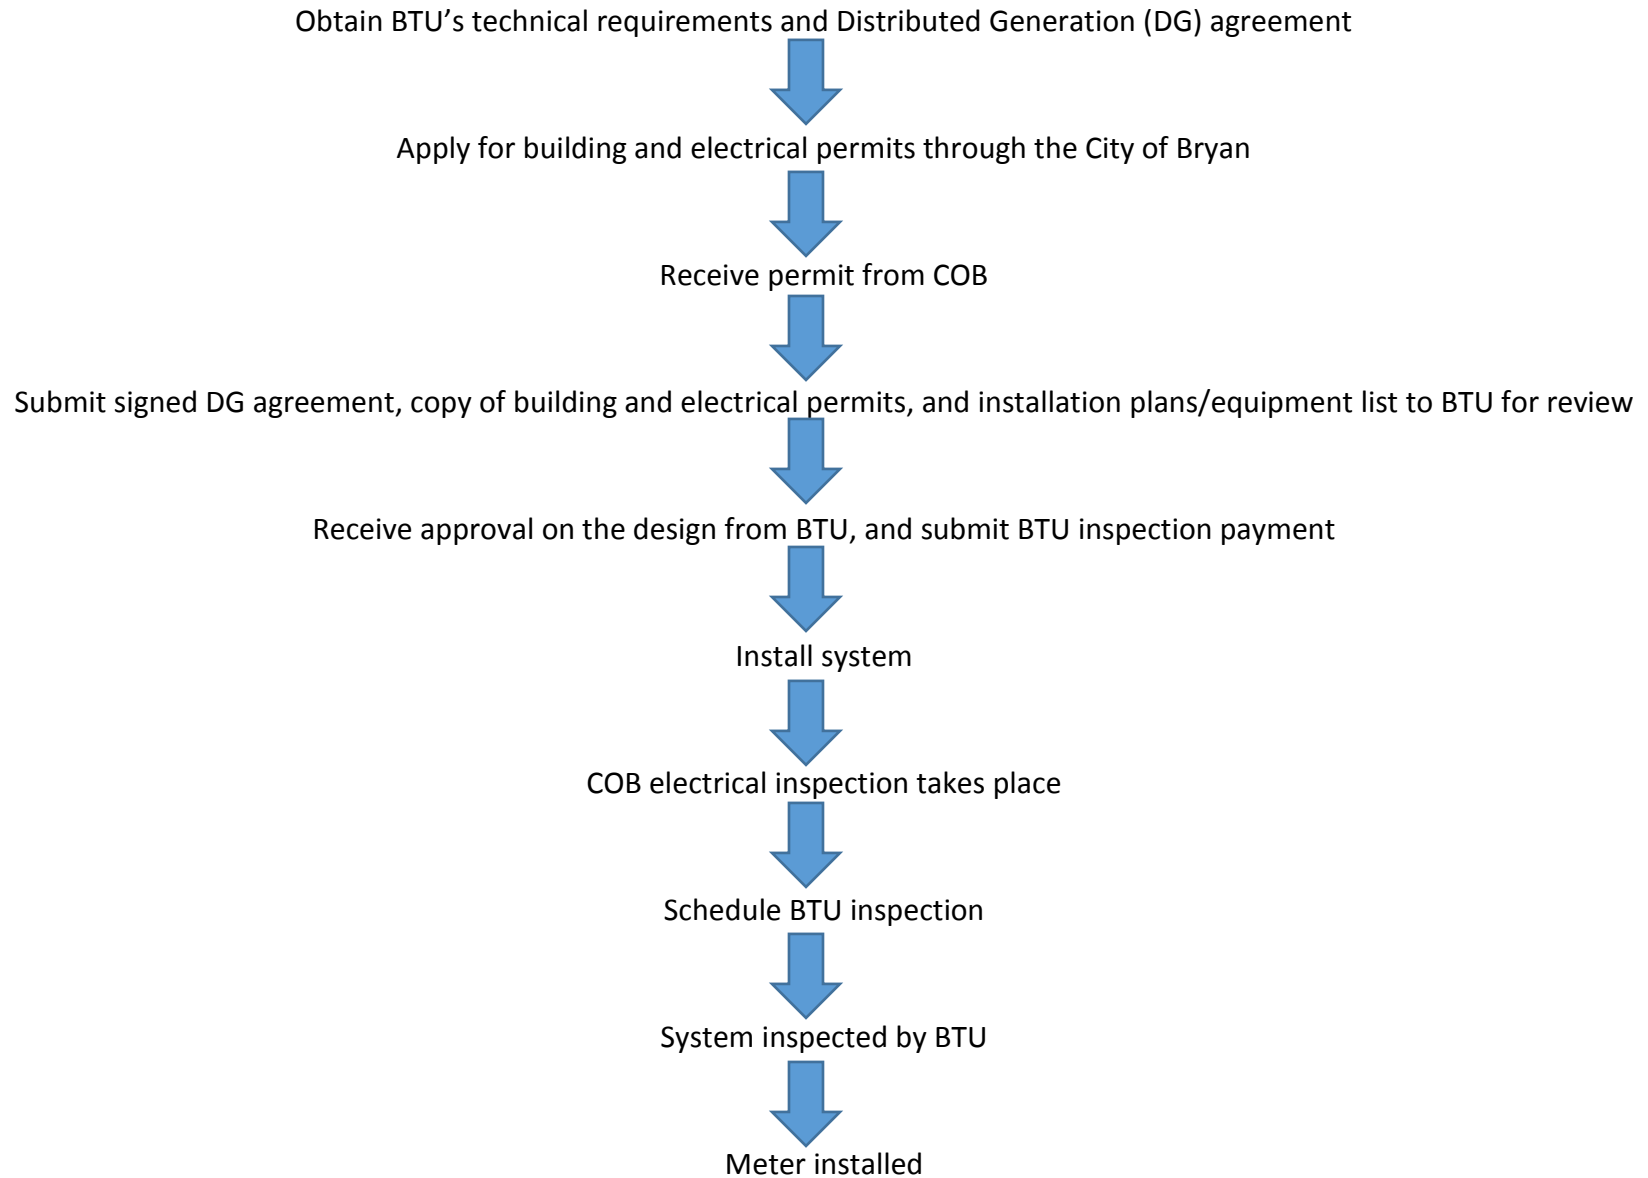 Obtain BTU’s technical requirements and Distributed Generation (DG) agreement
Apply for building and electrical permits through the City of Bryan
Receive permit from COB
Submit signed DG agreement, copy of building and electrical permits, and installation plans/equipment list to BTU for review
Receive approval on the design from BTU, and submit BTU inspection payment
Install system
COB electrical inspection takes place
Schedule BTU inspection
System inspected by BTU
Meter installed